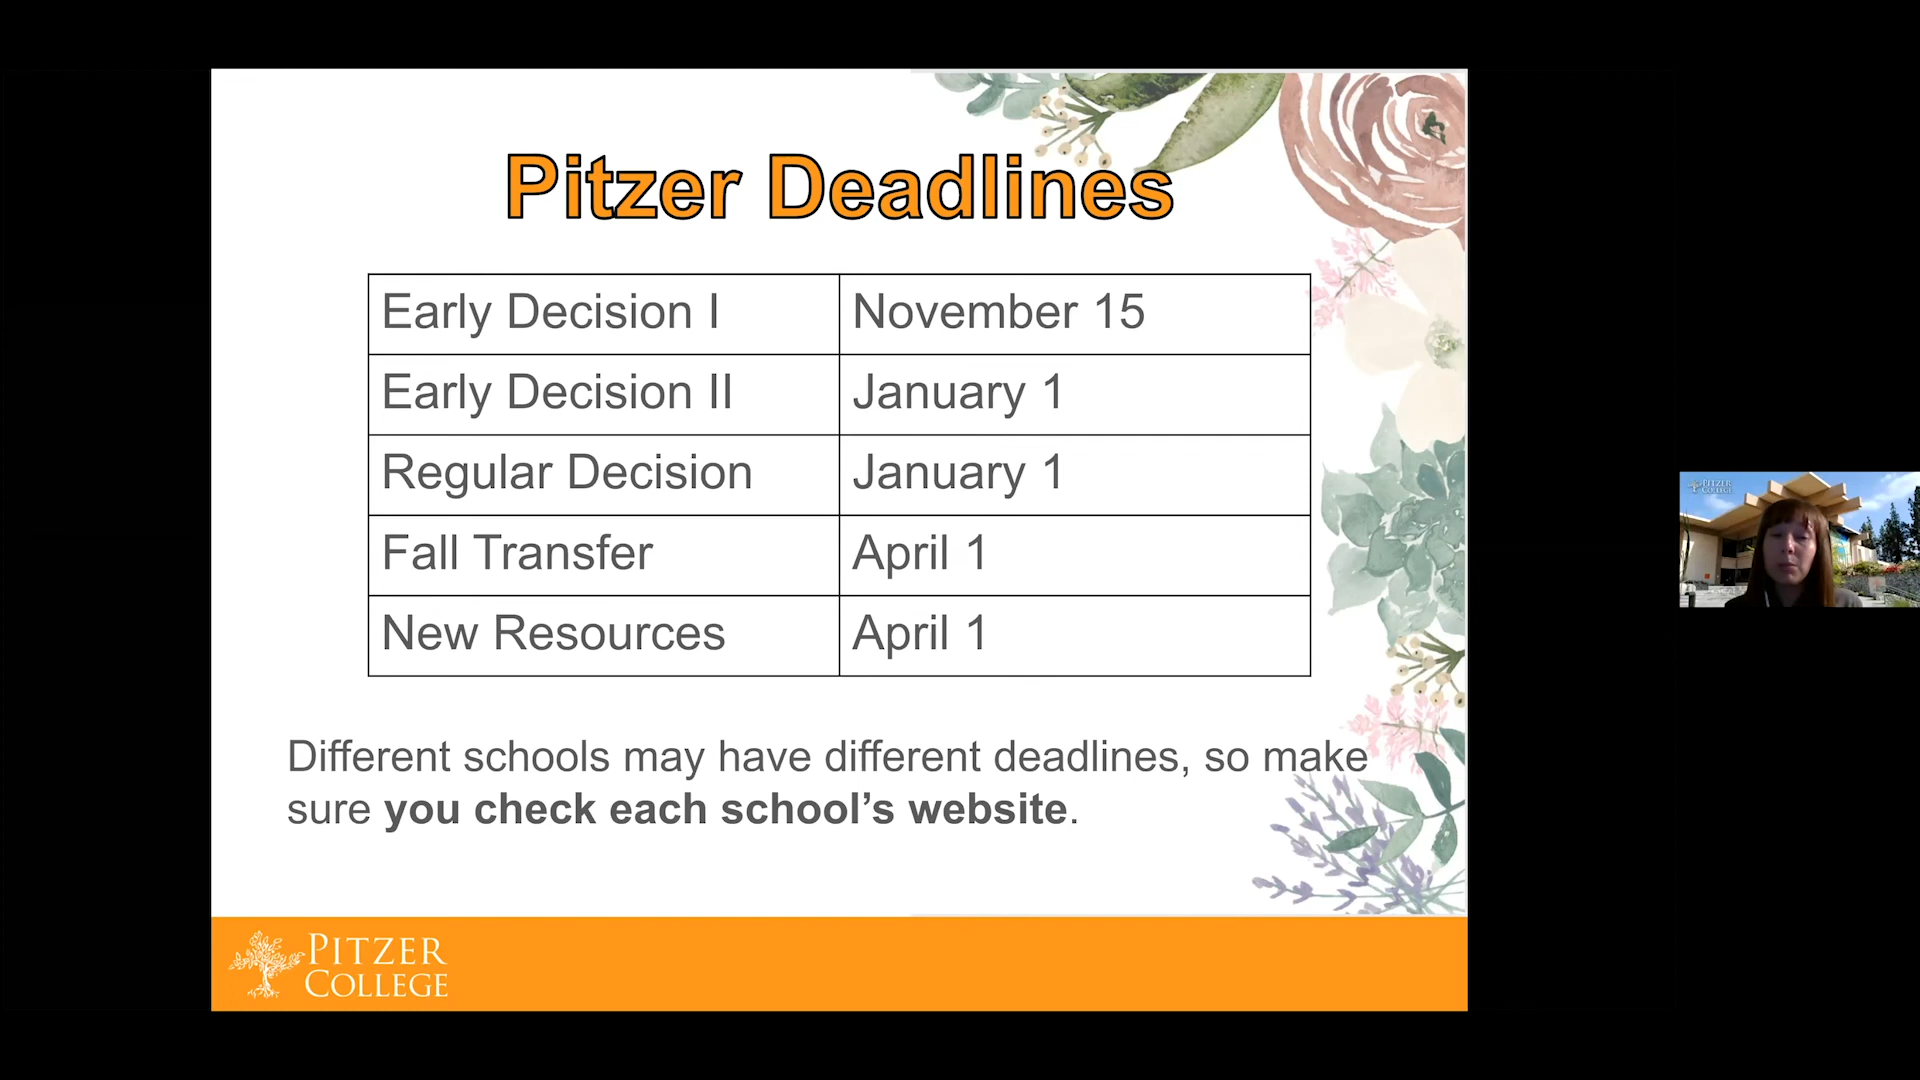 Pitzer Deadlines
Early Decision I November 15
Early Decision II January 1
Regular Decision January 1
Fall Transfer April 1
New Resources April 1
Different schools may have different deadlines, so make
sure you check each school’s website.
PITZER
COLLEGE
PITZER
COLLEGE